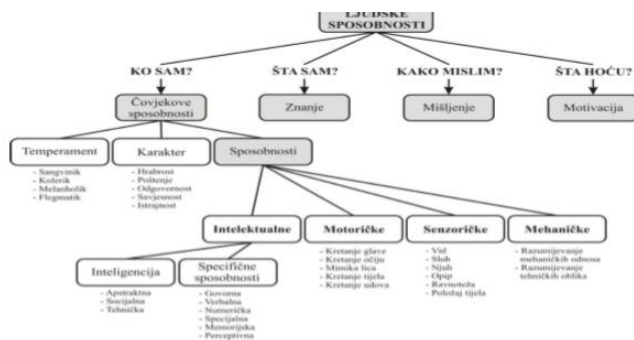 LJUDSKE
SPOSOBNOSTI
KO SAM?
ŠTA SAM?
KAKO MISLIM?
ŠTA HOĆU?
Čovjekove
sposobnosti
Znanje
Mišljenje
Motivacija
Temperament
Karakter
Sposobnosti
- Sangvinik
- Kolerik
- Melanholik
- Flegmatik
- Hrabrost
- Poštenje
- Odgovornost
- Savjesnost
- Istrajnost
Intelektualne
Motoričke
Senzoričke
Mehaničke
- Kretanje glave
- Kretanje očiju
- Mimika lica
- Kretanje tijela
- Kretanje udova
- Vid
- Sluh
- Njuh
- Opip
- Ravnoteža
- Položaj tijela
- Razumijevanje
mehaničkih odnosa
- Razumijevanje
tehničkih oblika
Inteligencija
Specifične
sposobnosti
- Apstraktna
- Socijalna
- Tehnička
- Govorna
- Verbalna
- Numerička
- Specijalna
- Memorijska
- Perceptivna